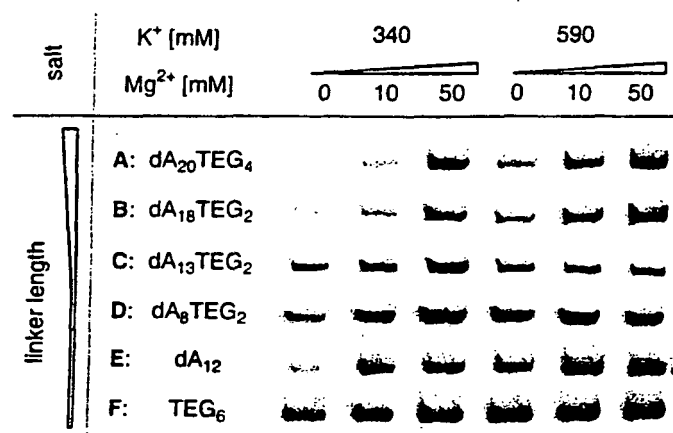 salt
K⁺ [mM] 340 590
Mg²⁺ [mM] 0 10 50 0 10 50
linker length
A: dA₂₀TEG₄
B: dA₁₈TEG₂
C: dA₁₃TEG₂
D: dA₈TEG₂
E: dA₁₂
F: TEG₆